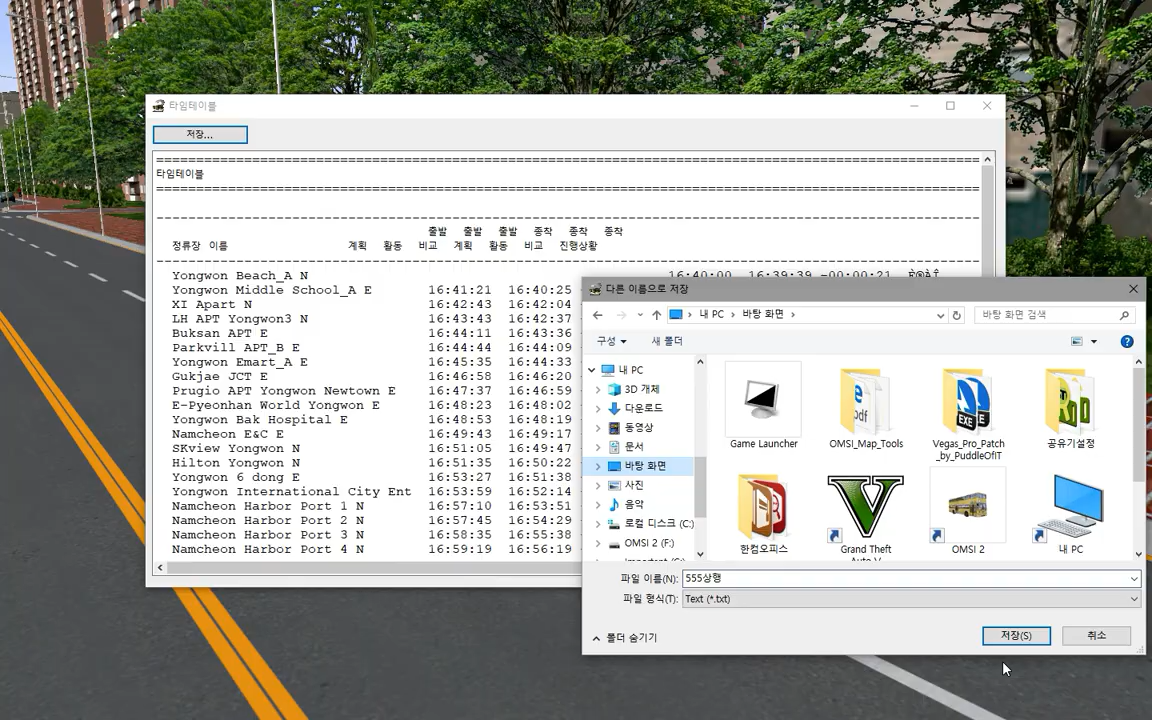 타임테이블
저장...
타임테이블
출발 출발 출발 종착 종착 종착
정류장 이름 계획 활동 비교 계획 활동 비교 진행상황
Yongwon Beach_A N 16:40:00 16:39:39 -00:00:21
Yongwon Middle School_A E 16:41:21 16:40:25
XI Apart N 16:42:43 16:42:04
LH APT Yongwon3 N 16:43:43 16:42:37
Buksan APT E 16:44:11 16:43:36
Parkvill APT_B E 16:44:44 16:44:09
Yongwon Emart_A E 16:45:35 16:44:33
Gukjae JCT E 16:46:58 16:46:20
Prugio APT Yongwon Newtown E 16:47:37 16:46:59
E-Pyeonhan World Yongwon E 16:48:23 16:48:02
Yongwon Bak Hospital E 16:48:53 16:48:19
Namcheon E&C E 16:49:43 16:49:17
SKview Yongwon N 16:51:05 16:49:47
Hilton Yongwon N 16:51:35 16:50:22
Yongwon 6 dong E 16:53:27 16:51:38
Yongwon International City Ent 16:53:59 16:52:14
Namcheon Harbor Port 1 N 16:57:10 16:53:51
Namcheon Harbor Port 2 N 16:57:45 16:54:29
Namcheon Harbor Port 3 N 16:58:35 16:55:38
Namcheon Harbor Port 4 N 16:59:19 16:56:19
다른 이름으로 저장
내 PC > 바탕 화면 >
바탕 화면 검색
구성 새 폴더
내 PC
3D 개체
다운로드
동영상
문서
바탕 화면
사진
음악
로컬 디스크 (C:)
OMSI 2 (F:)
Game Launcher
OMSI_Map_Tools
Vegas_Pro_Patch
_by_PuddleOfIT
공유기설정
한컴오피스
Grand Theft
OMSI 2
내 PC
파일 이름(N): 555상행
파일 형식(T): Text (*.txt)
폴더 숨기기
저장(S)
취소